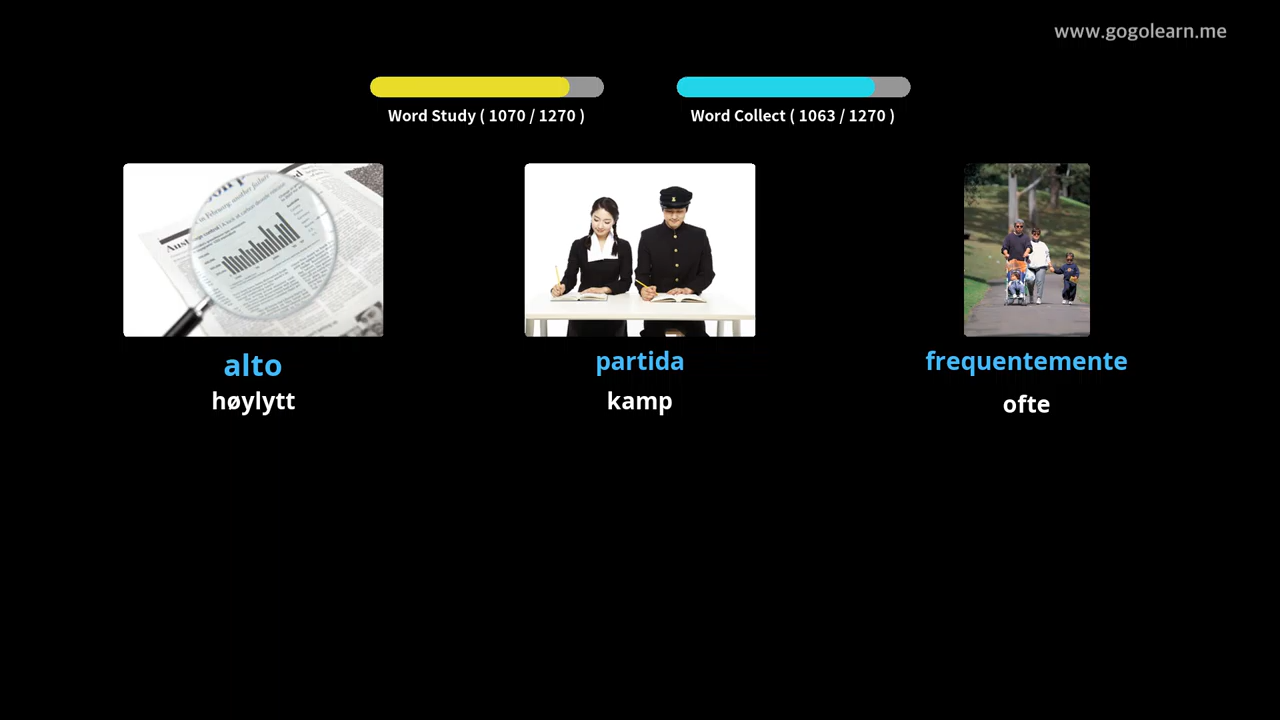 www.gogolearn.me
Word Study ( 1070 / 1270 )
Word Collect ( 1063 / 1270 )
alto
partida
frequentemente
høylytt
kamp
ofte